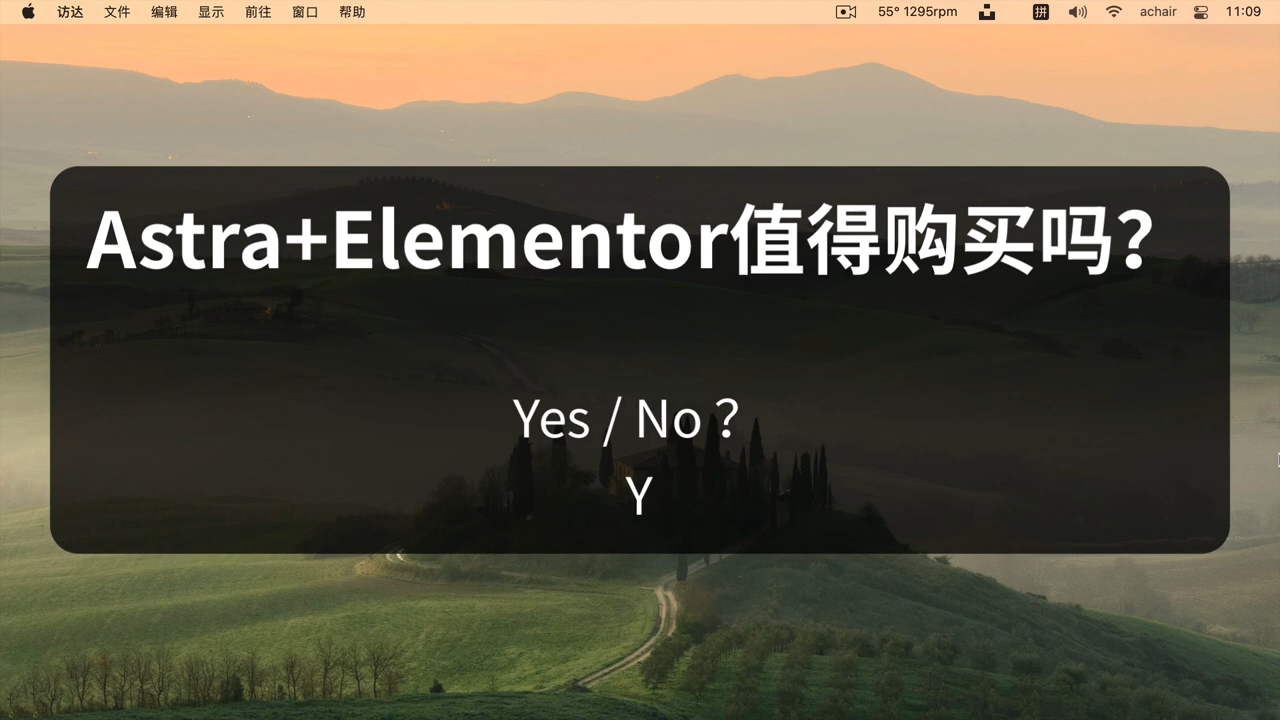 访达 文件 编辑 显示 前往 窗口 帮助 55° 1295rpm 拼 achair 11:09
Astra+Elementor值得购买吗？
Yes / No ？
Y